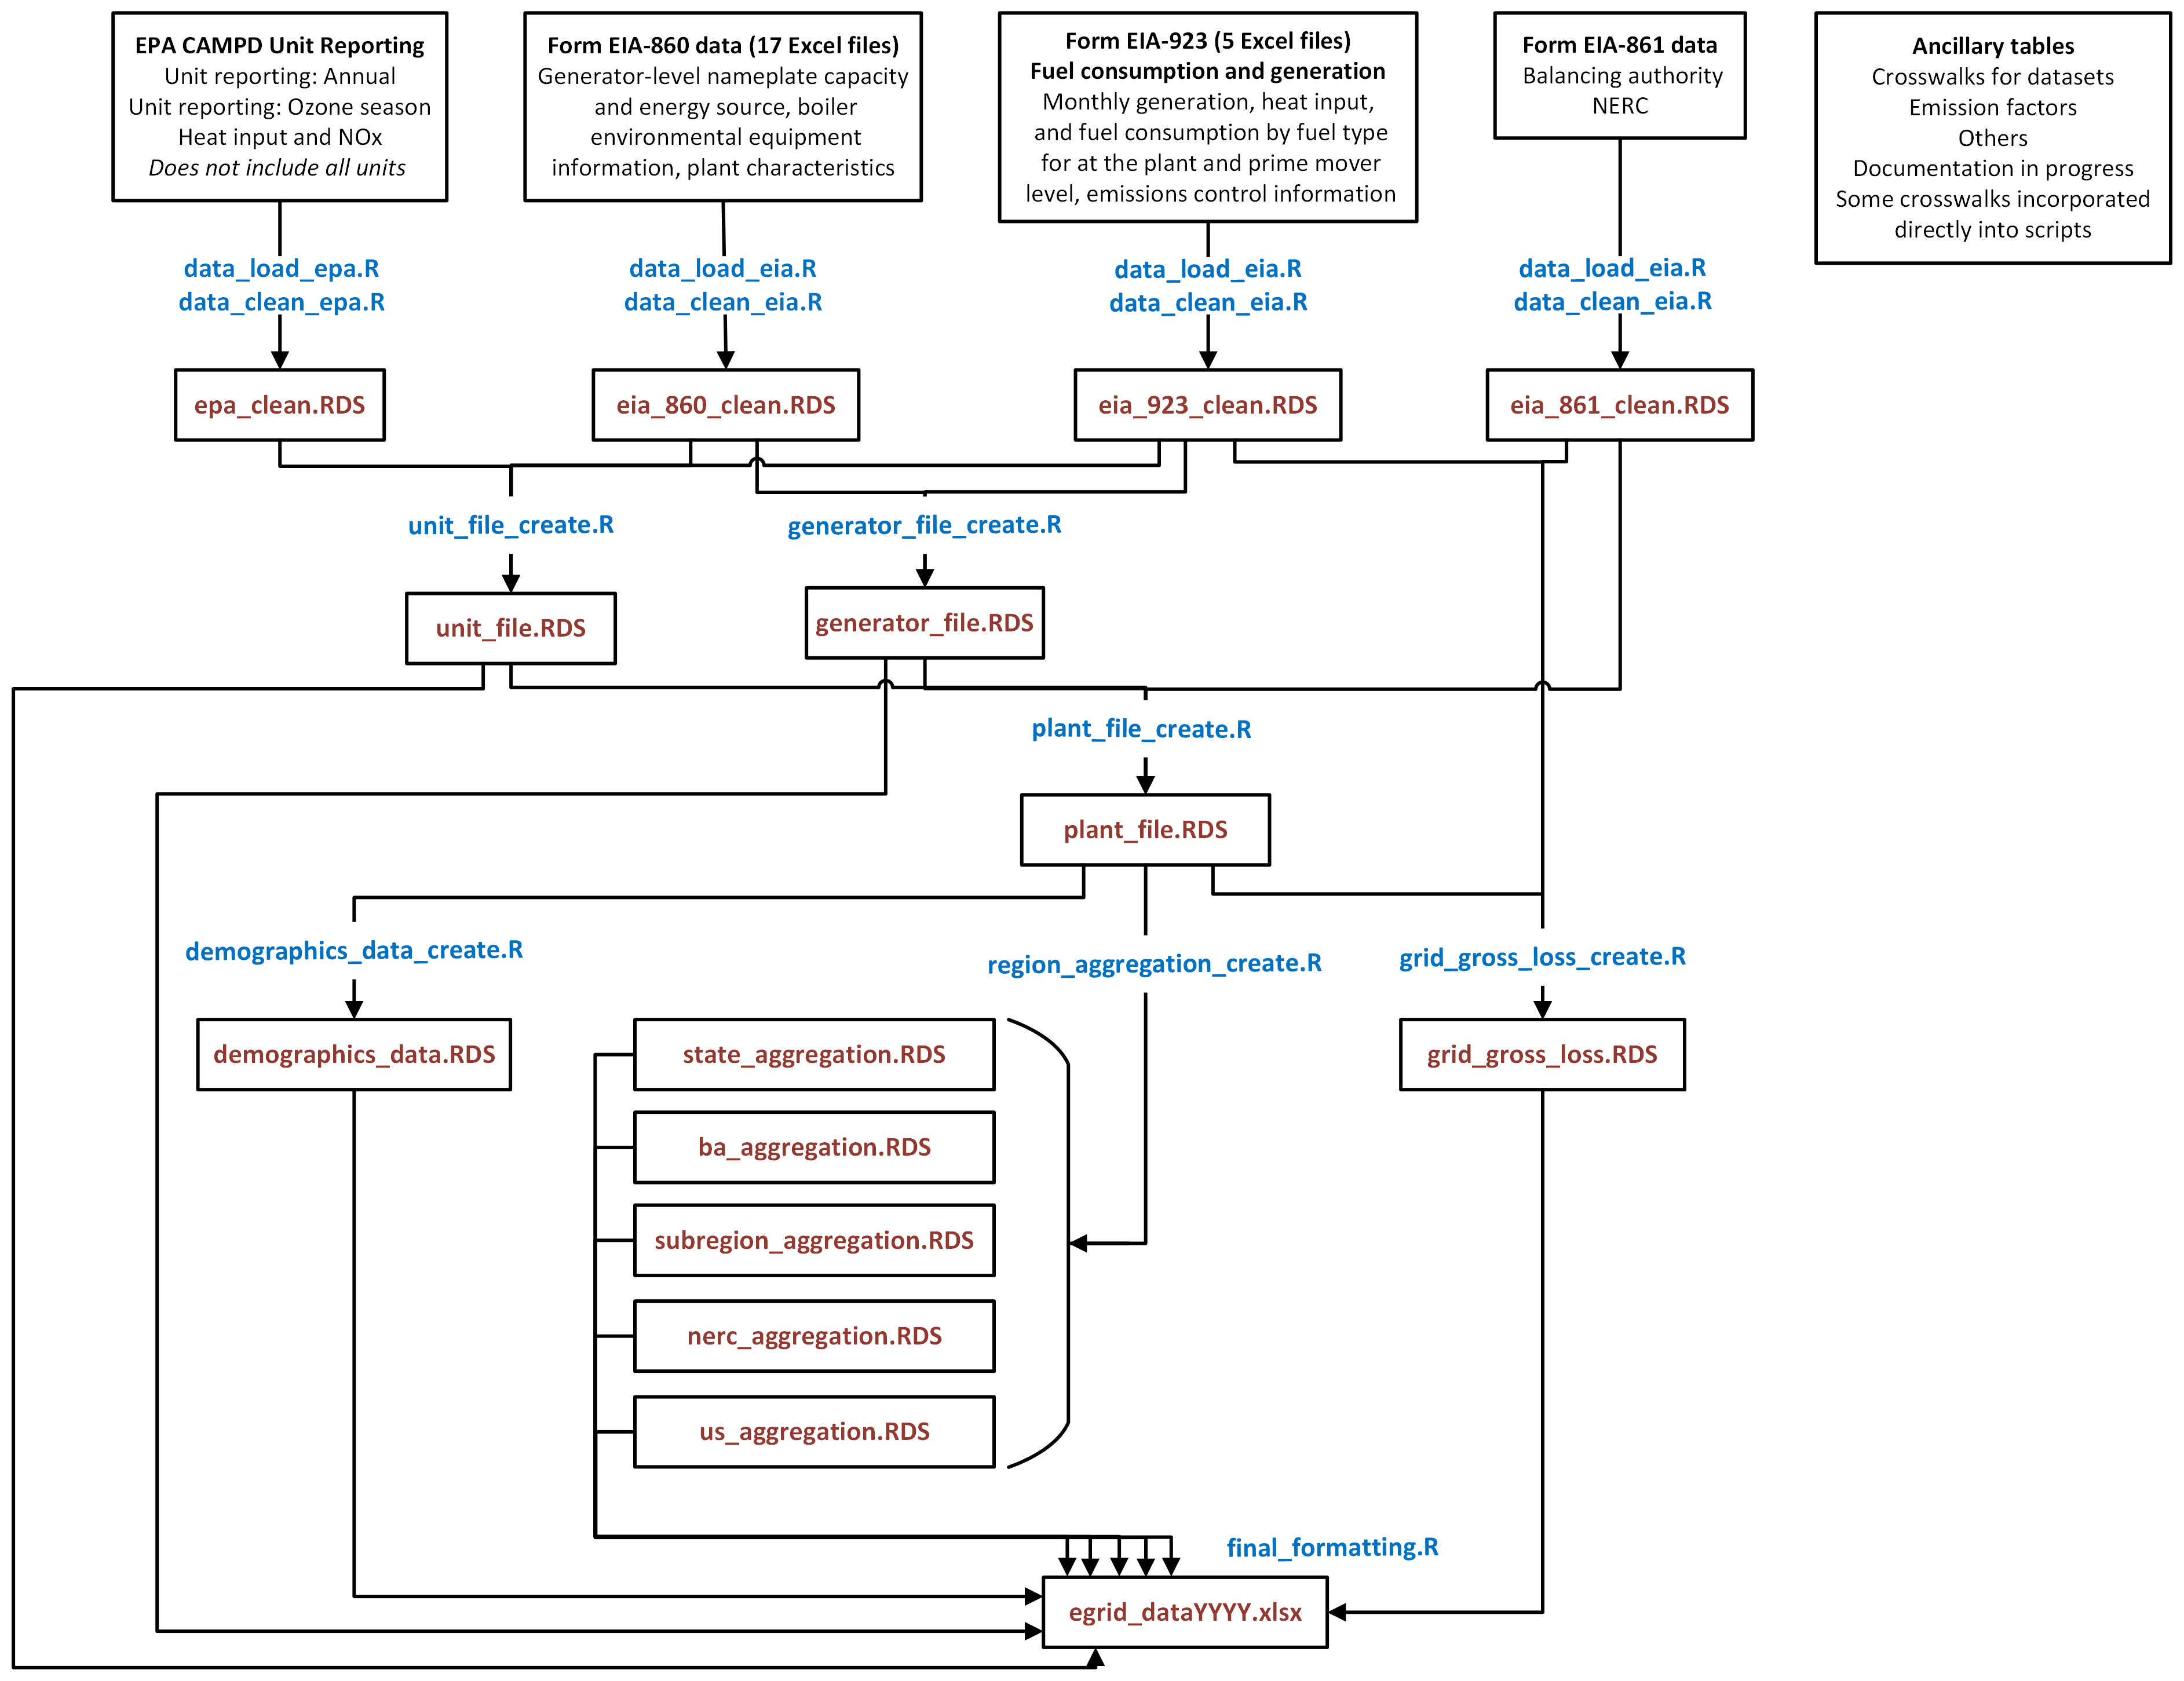 EPA CAMPD Unit Reporting
Unit reporting: Annual
Unit reporting: Ozone season
Heat input and NOx
Does not include all units
Form EIA-860 data (17 Excel files)
Generator-level nameplate capacity
and energy source, boiler
environmental equipment
information, plant characteristics
Form EIA-923 (5 Excel files)
Fuel consumption and generation
Monthly generation, heat input,
and fuel consumption by fuel type
for at the plant and prime mover
level, emissions control information
Form EIA-861 data
Balancing authority
NERC
Ancillary tables
Crosswalks for datasets
Emission factors
Others
Documentation in progress
Some crosswalks incorporated
directly into scripts
data_load_epa.R
data_clean_epa.R
data_load_eia.R
data_clean_eia.R
data_load_eia.R
data_clean_eia.R
data_load_eia.R
data_clean_eia.R
epa_clean.RDS
eia_860_clean.RDS
eia_923_clean.RDS
eia_861_clean.RDS
unit_file_create.R
generator_file_create.R
unit_file.RDS
generator_file.RDS
plant_file_create.R
plant_file.RDS
demographics_data_create.R
region_aggregation_create.R
grid_gross_loss_create.R
demographics_data.RDS
state_aggregation.RDS
grid_gross_loss.RDS
ba_aggregation.RDS
subregion_aggregation.RDS
nerc_aggregation.RDS
us_aggregation.RDS
final_formatting.R
egrid_dataYYYY.xlsx